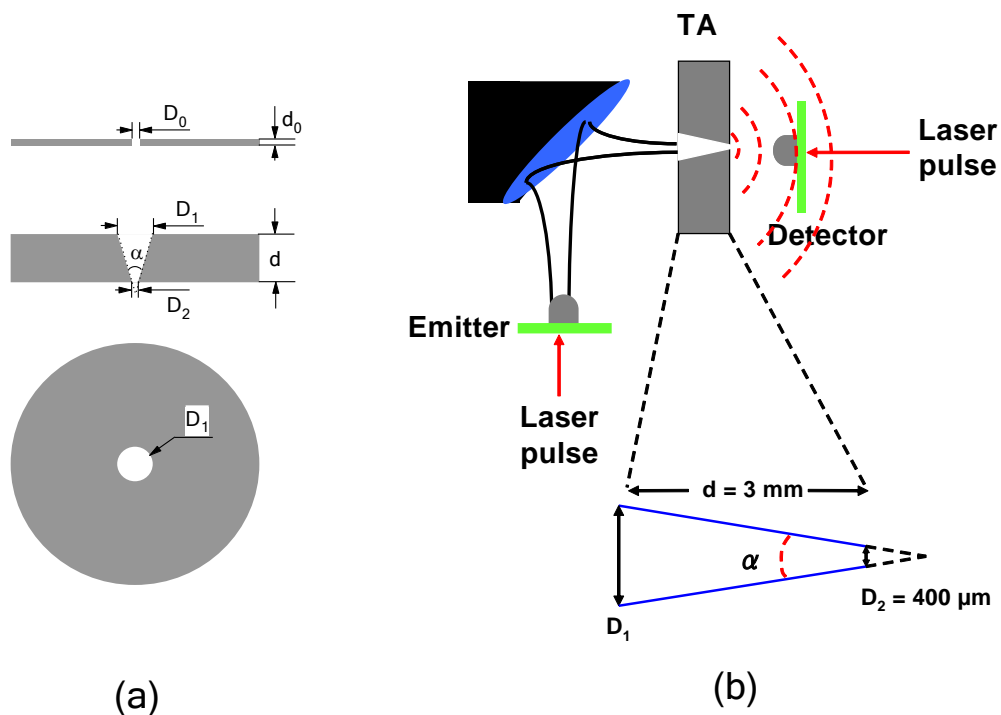 D₀
d₀
D₁
α
d
D₂
D₁
(a)
TA
Laser
pulse
Detector
Emitter
Laser
pulse
d = 3 mm
α
D₂ = 400 µm
D₁
(b)